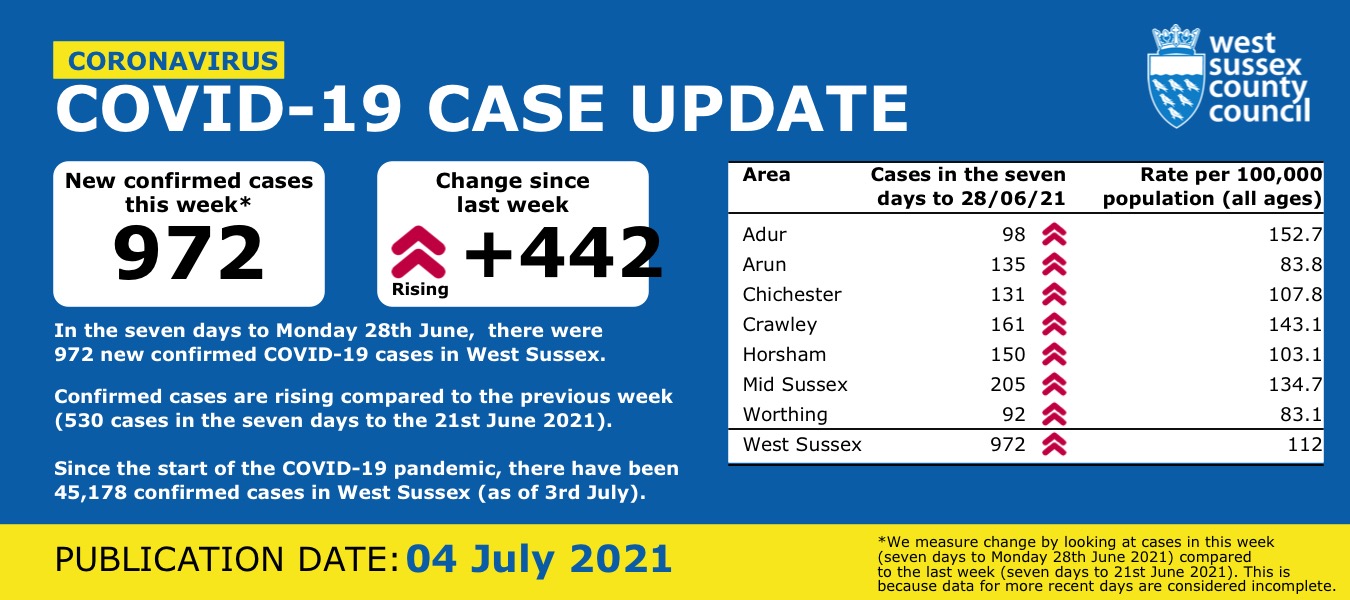 CORONAVIRUS
COVID-19 CASE UPDATE
west
sussex
county
council
New confirmed cases
this week*
972
Change since
last week
+442
Rising
In the seven days to Monday 28th June,  there were
972 new confirmed COVID-19 cases in West Sussex.
Confirmed cases are rising compared to the previous week
(530 cases in the seven days to the 21st June 2021).
Since the start of the COVID-19 pandemic, there have been
45,178 confirmed cases in West Sussex (as of 3rd July).
Area Cases in the seven Rate per 100,000
days to 28/06/21 population (all ages)
Adur 98 152.7
Arun 135 83.8
Chichester 131 107.8
Crawley 161 143.1
Horsham 150 103.1
Mid Sussex 205 134.7
Worthing 92 83.1
West Sussex 972 112
PUBLICATION DATE: 04 July 2021
*We measure change by looking at cases in this week
(seven days to Monday 28th June 2021) compared
to the last week (seven days to 21st June 2021). This is
because data for more recent days are considered incomplete.